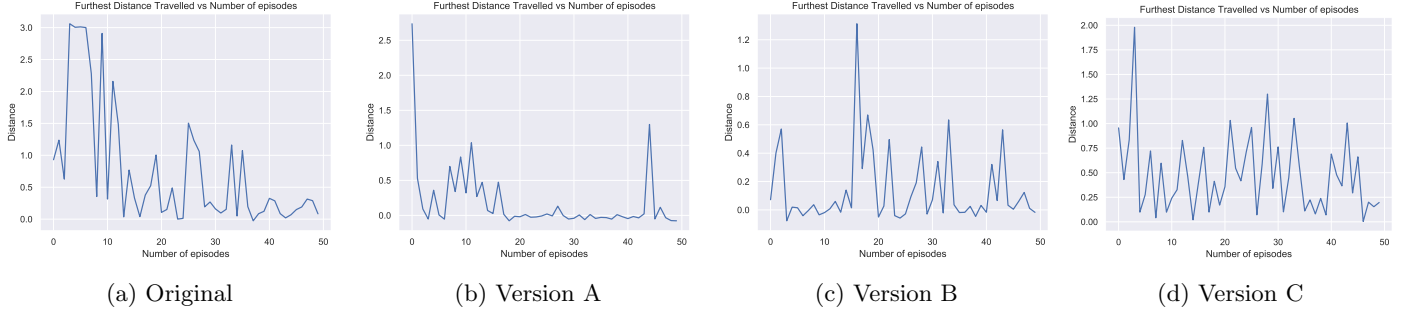 Furthest Distance Travelled vs Number of episodes
3.0
2.5
2.0
1.5
1.0
0.5
0.0
Distance
0 10 20 30 40 50
Number of episodes
(a) Original
Furthest Distance Travelled vs Number of episodes
2.5
2.0
1.5
1.0
0.5
0.0
Distance
0 10 20 30 40 50
Number of episodes
(b) Version A
Furthest Distance Travelled vs Number of episodes
1.2
1.0
0.8
0.6
0.4
0.2
0.0
Distance
0 10 20 30 40 50
Number of episodes
(c) Version B
Furthest Distance Travelled vs Number of episodes
2.00
1.75
1.50
1.25
1.00
0.75
0.50
0.25
0.00
Distance
0 10 20 30 40 50
Number of episodes
(d) Version C